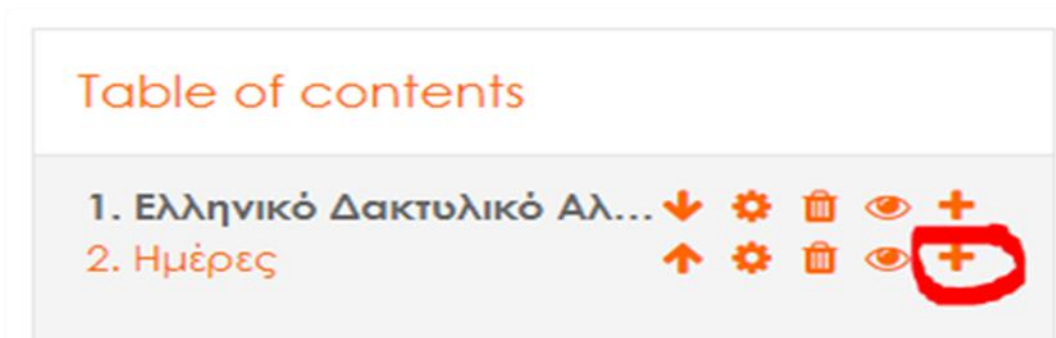 Table of contents
1. Ελληνικό Δακτυλικό Αλ...
2. Ημέρες